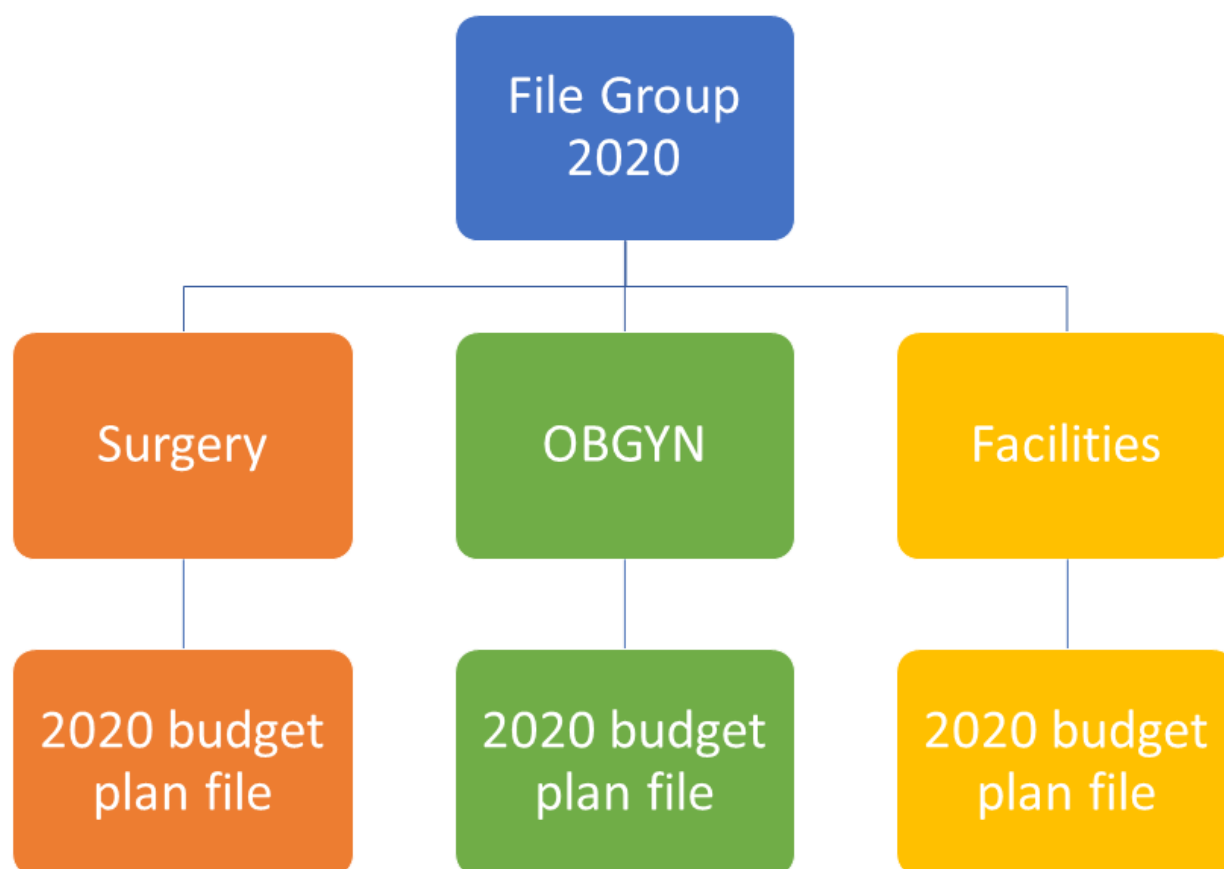 File Group
2020
Surgery
OBGYN
Facilities
2020 budget
plan file
2020 budget
plan file
2020 budget
plan file